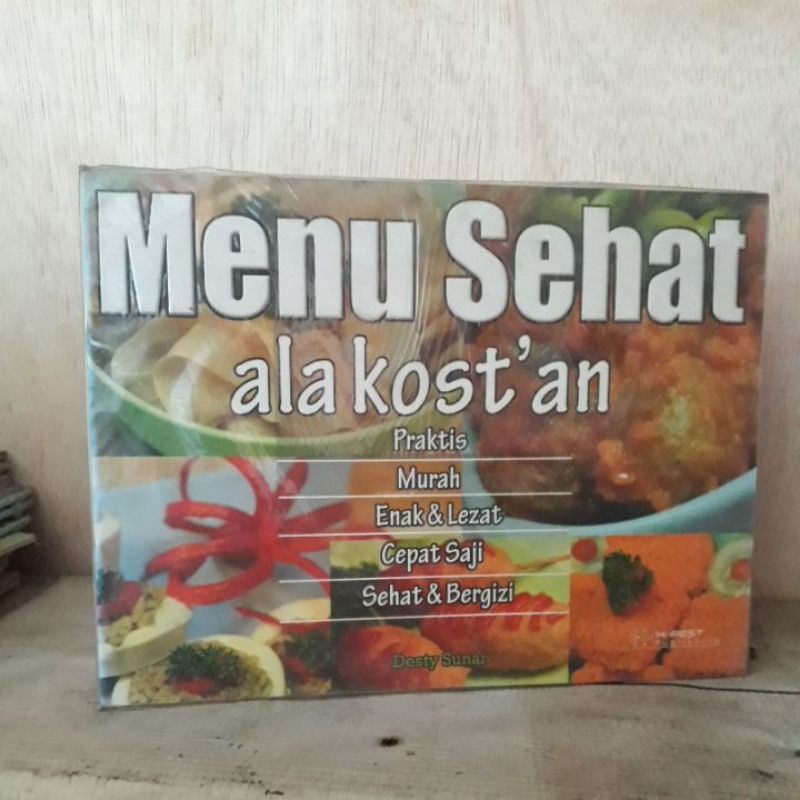 Menu Sehat
ala kost'an
Praktis
Murah
Enak & Lezat
Cepat Saji
Sehat & Bergizi
Desty Sunar